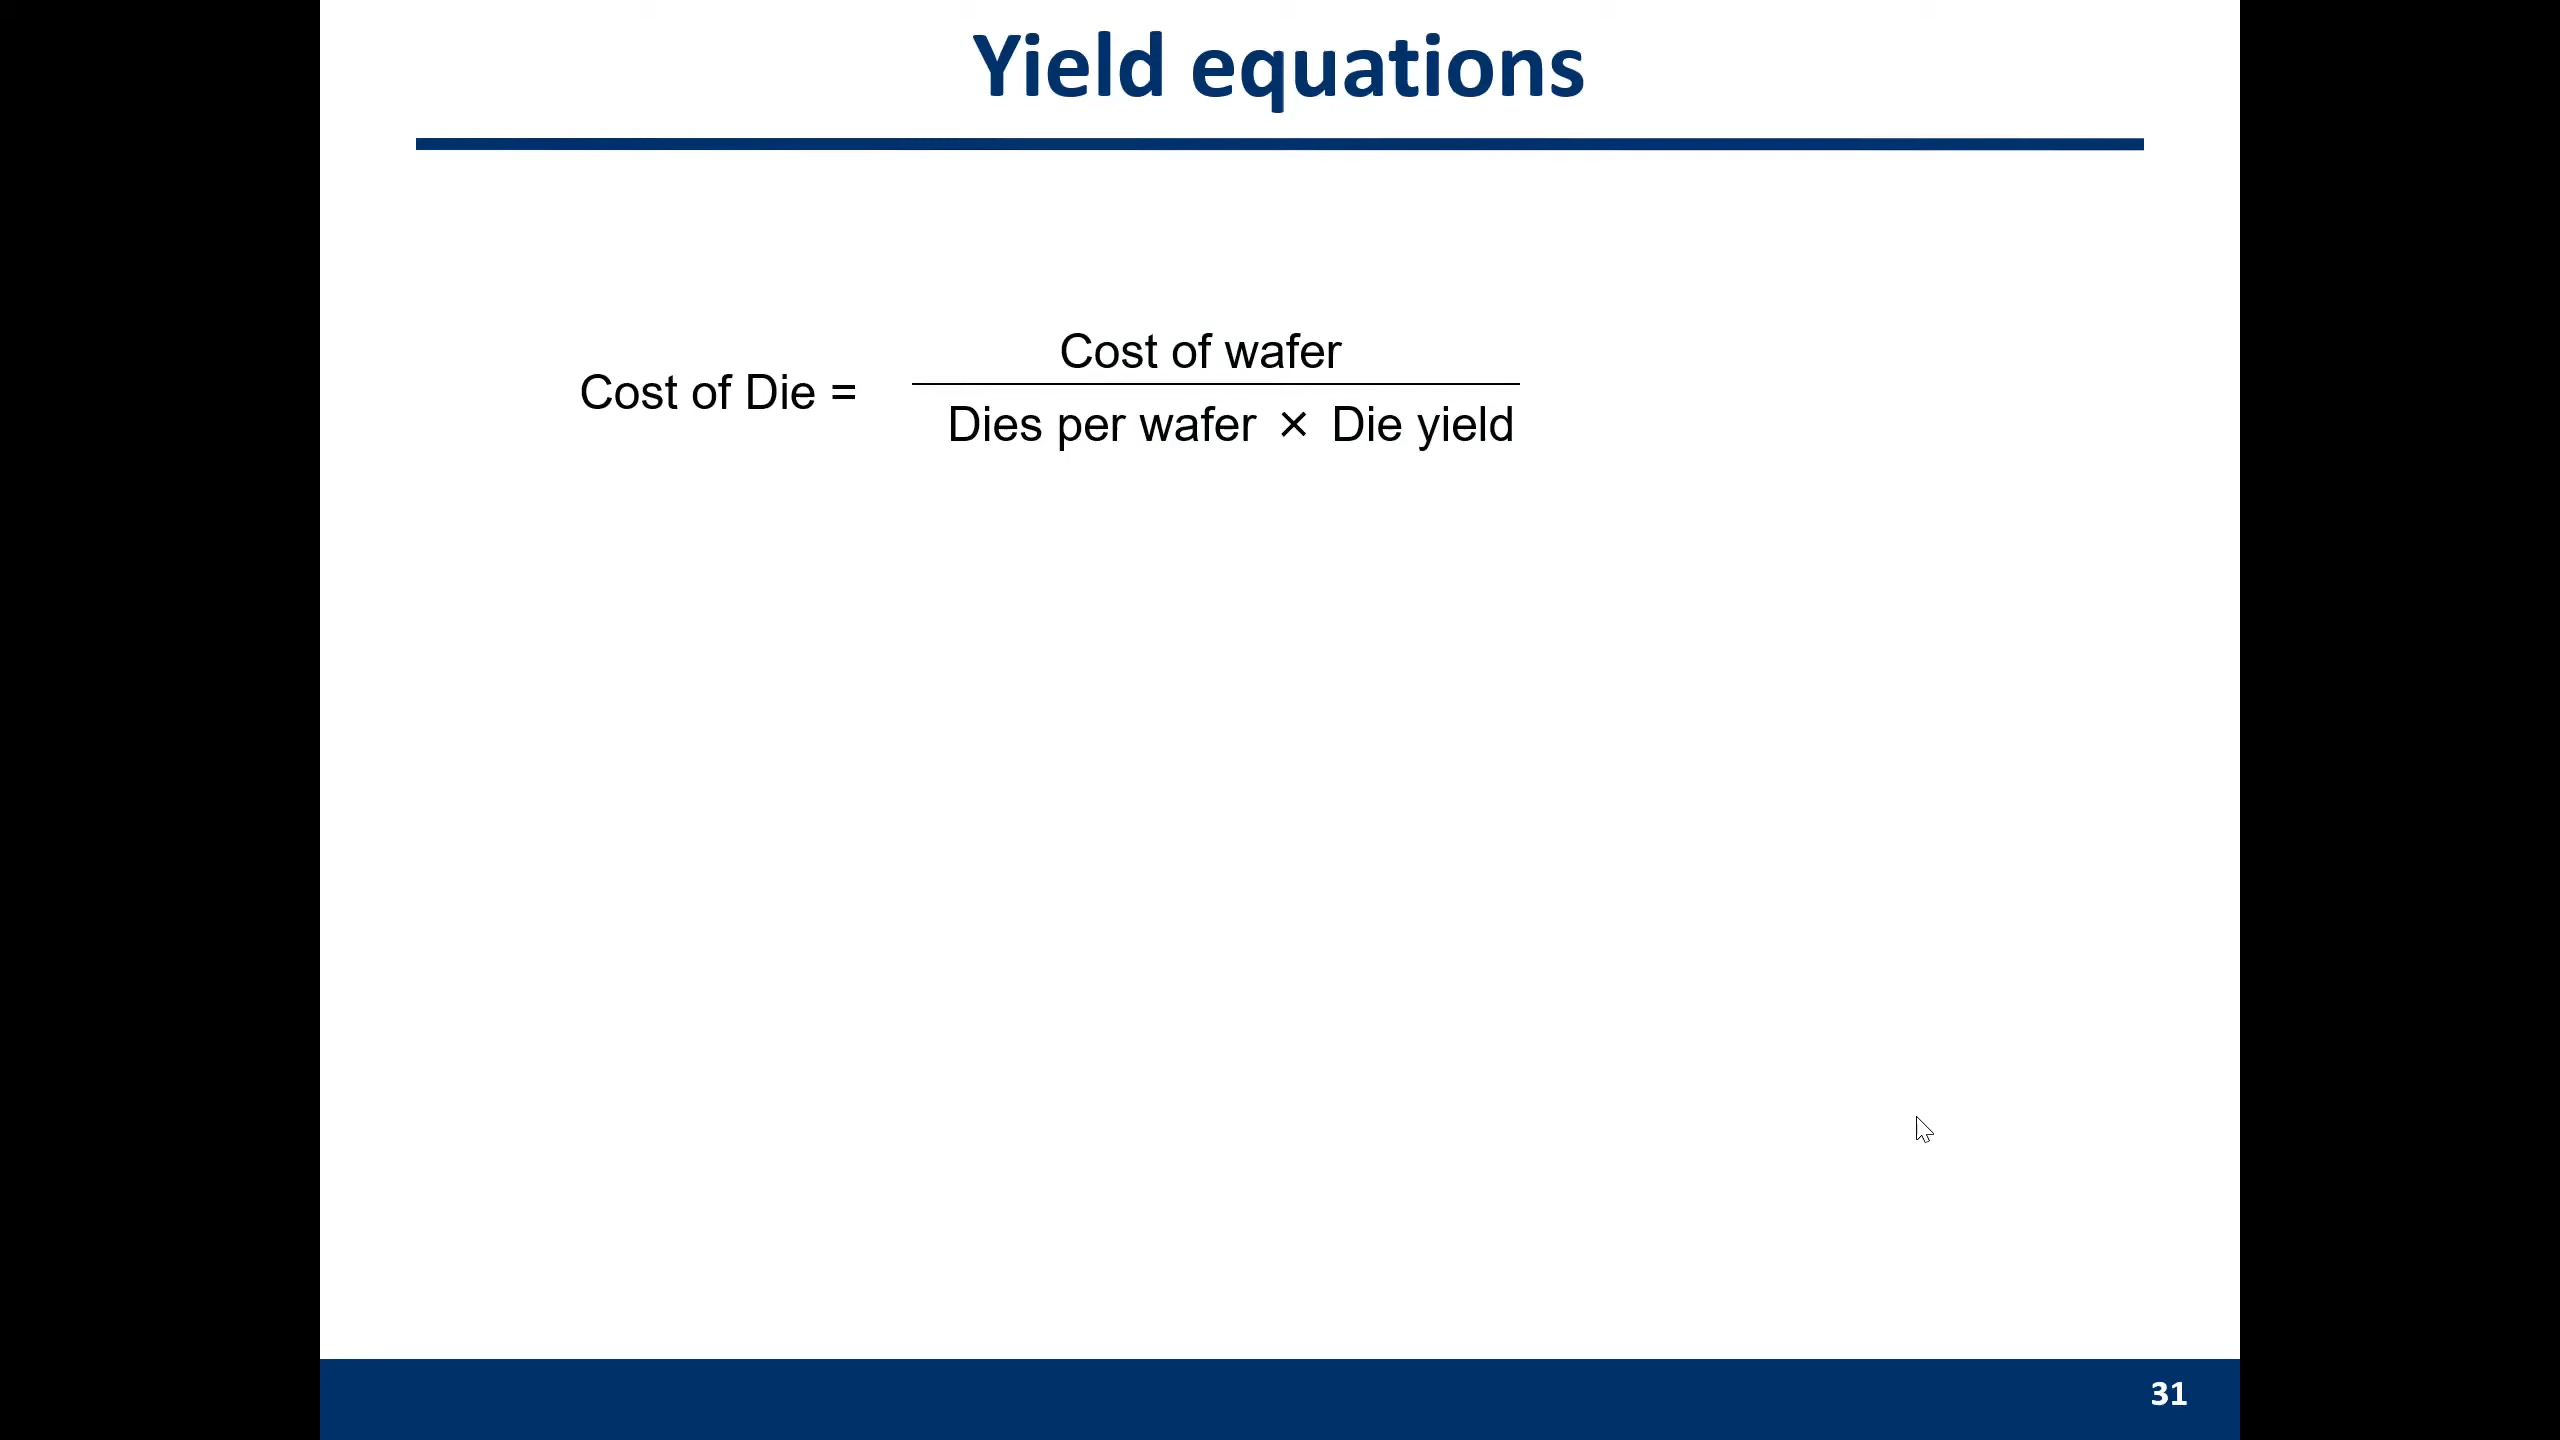 Yield equations
Cost of wafer
Cost of Die =
Dies per wafer × Die yield
31